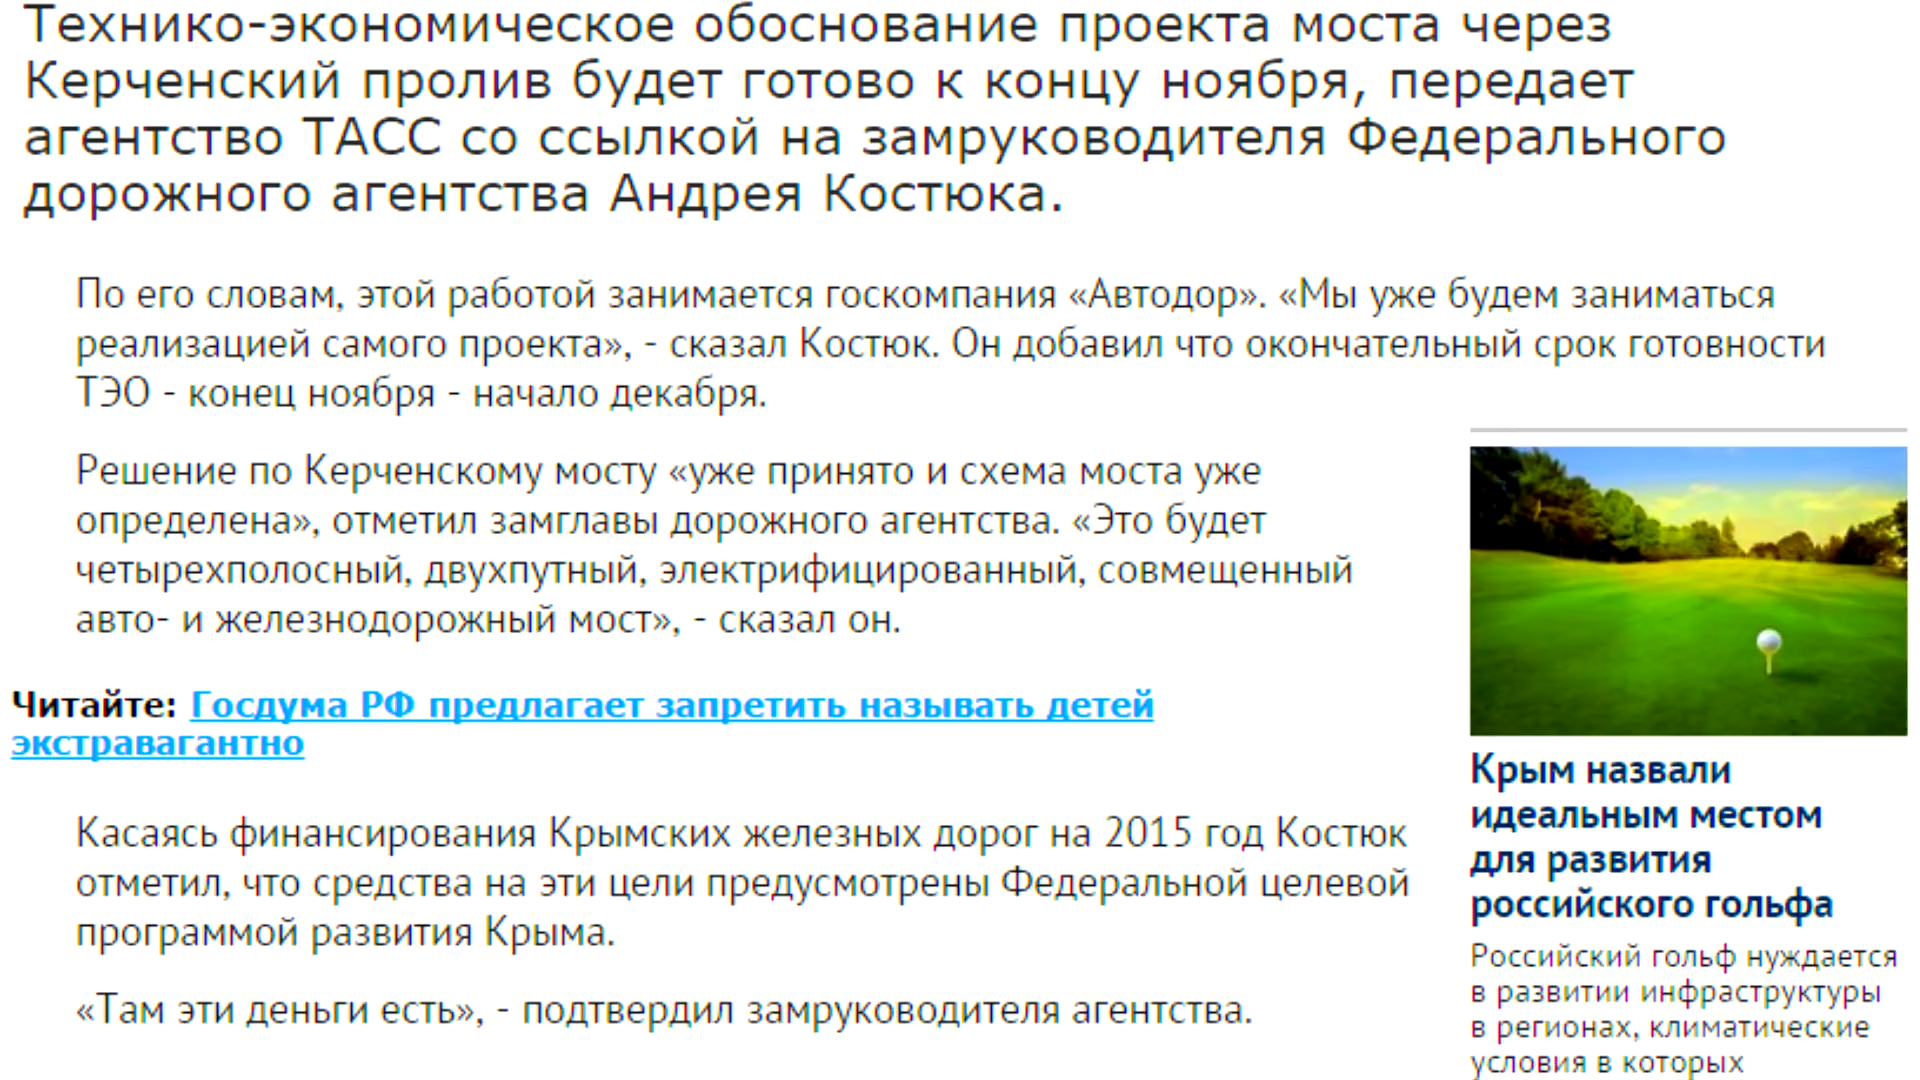 Технико-экономическое обоснование проекта моста через
Керченский пролив будет готово к концу ноября, передает
агентство ТАСС со ссылкой на замруководителя Федерального
дорожного агентства Андрея Костюка.
По его словам, этой работой занимается госкомпания «Автодор». «Мы уже будем заниматься
реализацией самого проекта», - сказал Костюк. Он добавил что окончательный срок готовности
ТЭО - конец ноября - начало декабря.
Решение по Керченскому мосту «уже принято и схема моста уже
определена», отметил замглавы дорожного агентства. «Это будет
четырехполосный, двухпутный, электрифицированный, совмещенный
авто- и железнодорожный мост», - сказал он.
Читайте: Госдума РФ предлагает запретить называть детей
экстравагантно
Касаясь финансирования Крымских железных дорог на 2015 год Костюк
отметил, что средства на эти цели предусмотрены Федеральной целевой
программой развития Крыма.
«Там эти деньги есть», - подтвердил замруководителя агентства.
Крым назвали
идеальным местом
для развития
российского гольфа
Российский гольф нуждается
в развитии инфраструктуры
в регионах, климатические
условия в которых